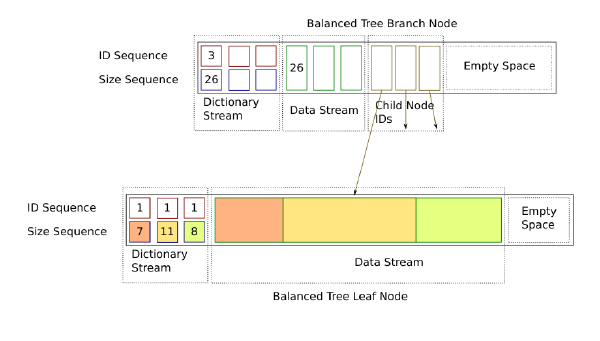 Balanced Tree Branch Node
ID Sequence
3
Size Sequence
26
26
Empty Space
Dictionary
Stream
Data Stream
Child Node
IDs
ID Sequence
1 1 1
Size Sequence
7 11 8
Empty
Space
Dictionary
Stream
Data Stream
Balanced Tree Leaf Node